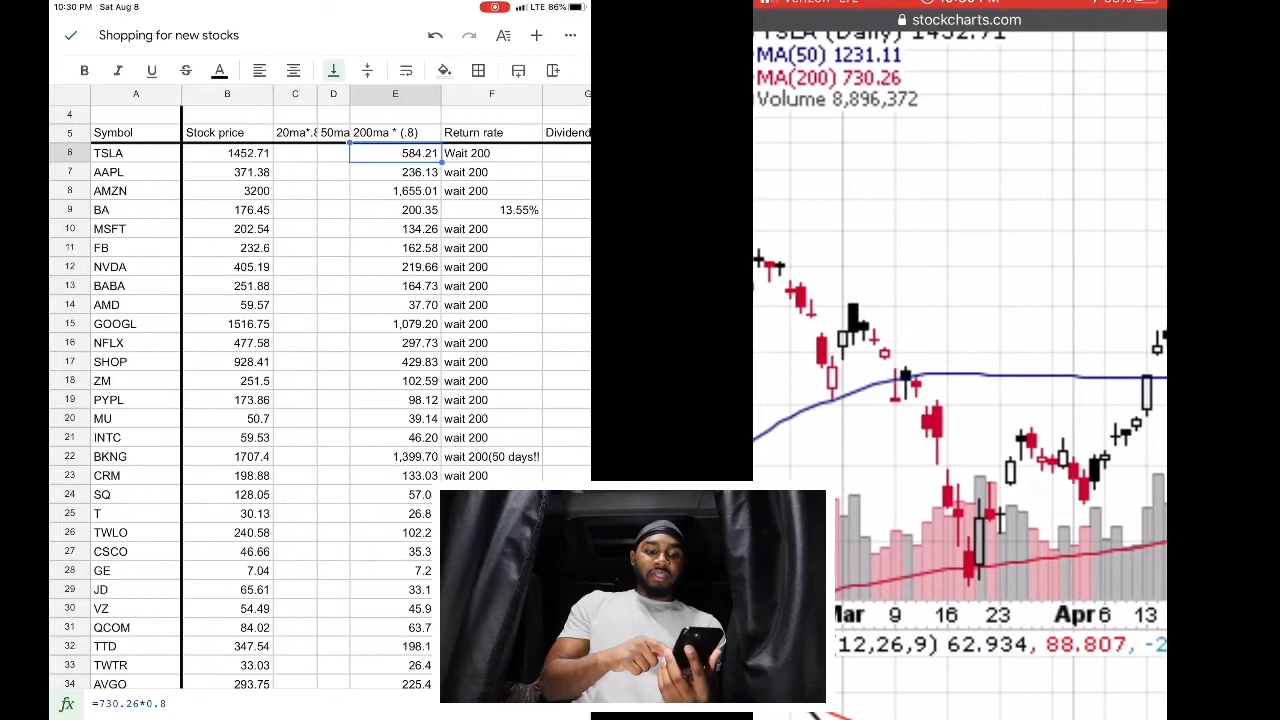 10:30 PM Sat Aug 8
LTE 86%
Shopping for new stocks
B I U S A
A B C D E F G
5 Symbol Stock price 20ma*.8 50ma 200ma * (.8) Return rate Dividend
6 TSLA 1452.71 584.21 Wait 200
7 AAPL 371.38 236.13 wait 200
8 AMZN 3200 1,655.01 wait 200
9 BA 176.45 200.35 13.55%
10 MSFT 202.54 134.26 wait 200
11 FB 232.6 162.58 wait 200
12 NVDA 405.19 219.66 wait 200
13 BABA 251.88 164.73 wait 200
14 AMD 59.57 37.70 wait 200
15 GOOGL 1516.75 1,079.20 wait 200
16 NFLX 477.58 297.73 wait 200
17 SHOP 928.41 429.83 wait 200
18 ZM 251.5 102.59 wait 200
19 PYPL 173.86 98.12 wait 200
20 MU 50.7 39.14 wait 200
21 INTC 59.53 46.20 wait 200
22 BKNG 1707.4 1,399.70 wait 200(50 days!!
23 CRM 198.88 133.03 wait 200
24 SQ 128.05 57.0
25 T 30.13 26.8
26 TWLO 240.58 102.2
27 CSCO 46.66 35.3
28 GE 7.04 7.2
29 JD 65.61 33.1
30 VZ 54.49 45.9
31 QCOM 84.02 63.7
32 TTD 347.54
33 TWTR 33.03 26.4
34 AVGO 293.75 225.4
fx =730.26*0.8
stockcharts.com
TSLA (Daily) 1452.71
MA(50) 1231.11
MA(200) 730.26
Volume 8,896,372
Mar 9 16 23 Apr 6 13
(12,26,9) 62.934, 88.807, -2